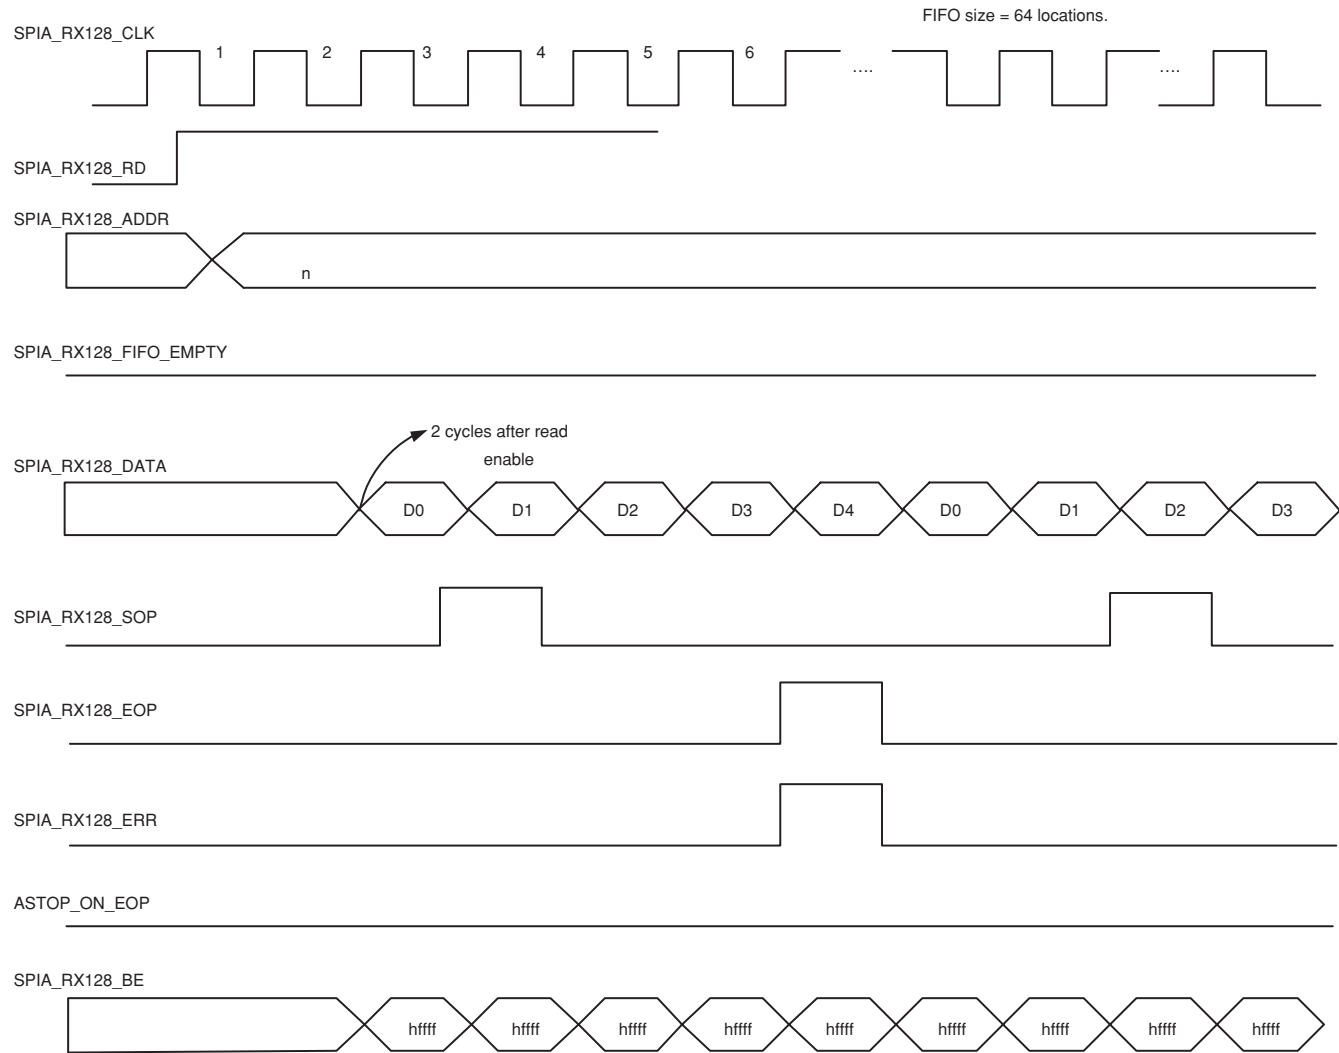 FIFO size = 64 locations.
SPIA_RX128_CLK
1 2 3 4 5 6 .... ....
SPIA_RX128_RD
SPIA_RX128_ADDR
n
SPIA_RX128_FIFO_EMPTY
2 cycles after read
enable
SPIA_RX128_DATA
D0 D1 D2 D3 D4 D0 D1 D2 D3
SPIA_RX128_SOP
SPIA_RX128_EOP
SPIA_RX128_ERR
ASTOP_ON_EOP
SPIA_RX128_BE
hffff hffff hffff hffff hffff hffff hffff hffff hffff